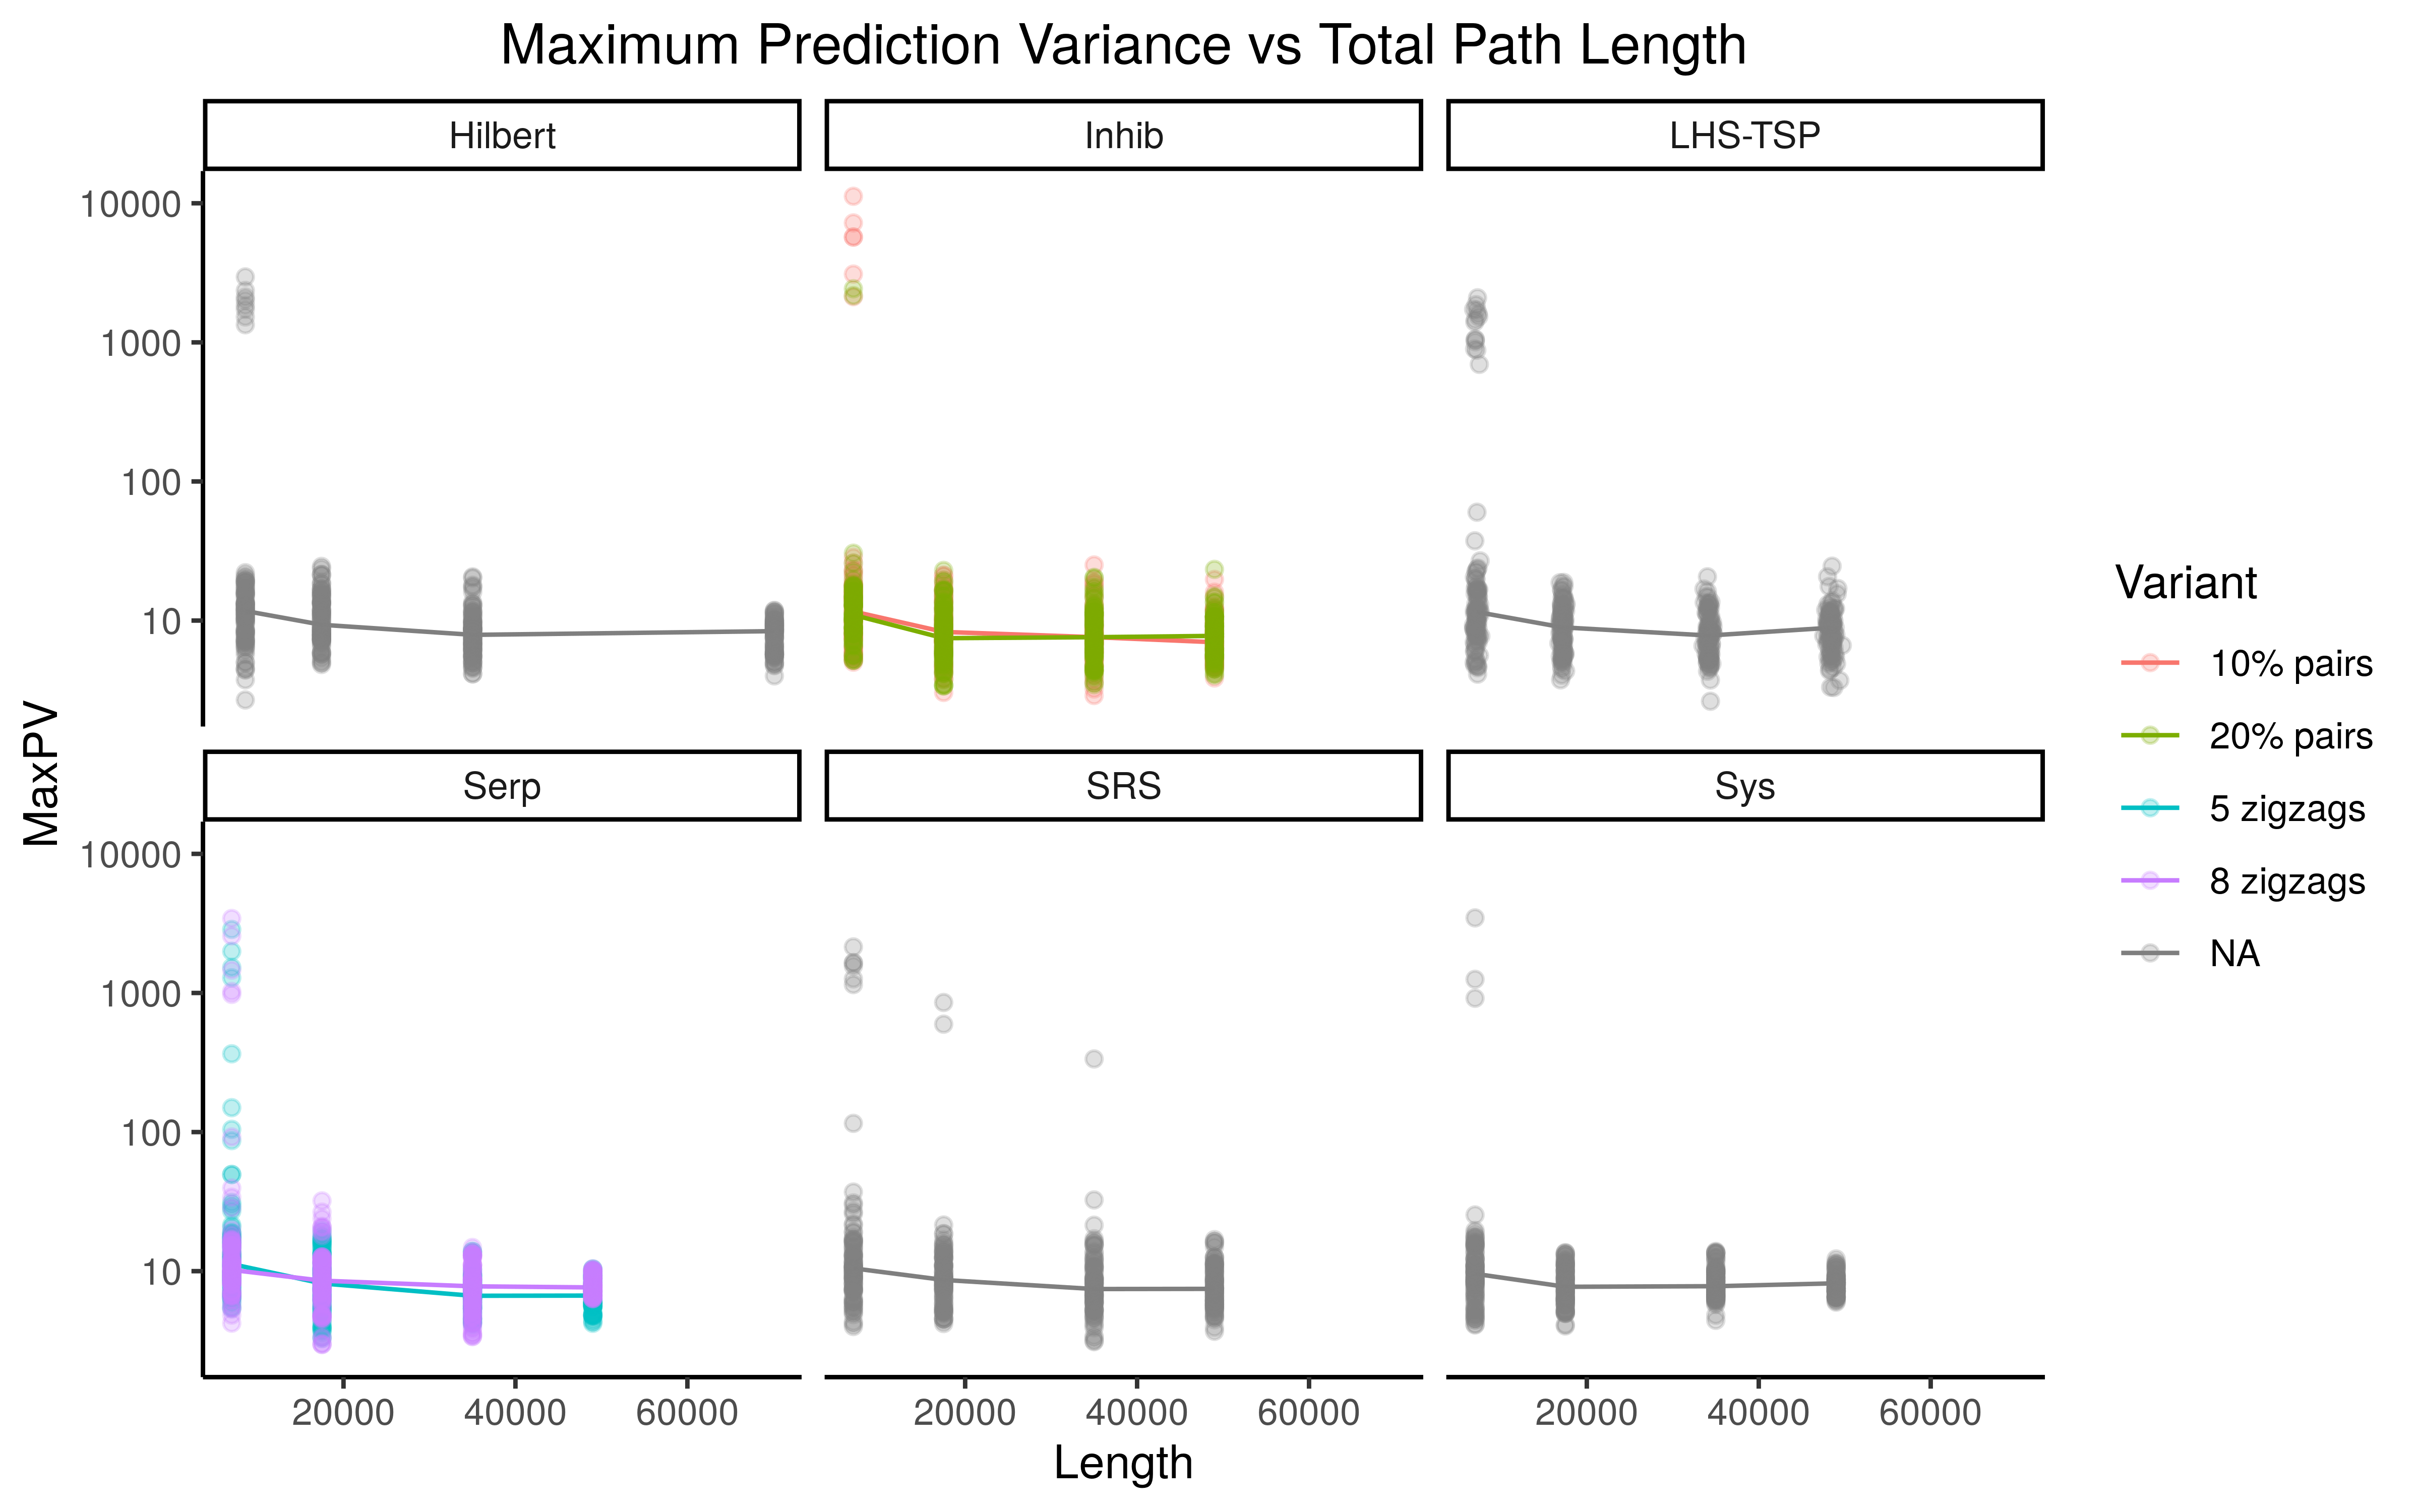 Maximum Prediction Variance vs Total Path Length
Hilbert
Inhib
LHS-TSP
10000
1000
100
10
Serp
SRS
Sys
10000
1000
100
10
20000 40000 60000
20000 40000 60000
20000 40000 60000
Length
MaxPV
Variant
10% pairs
20% pairs
5 zigzags
8 zigzags
NA